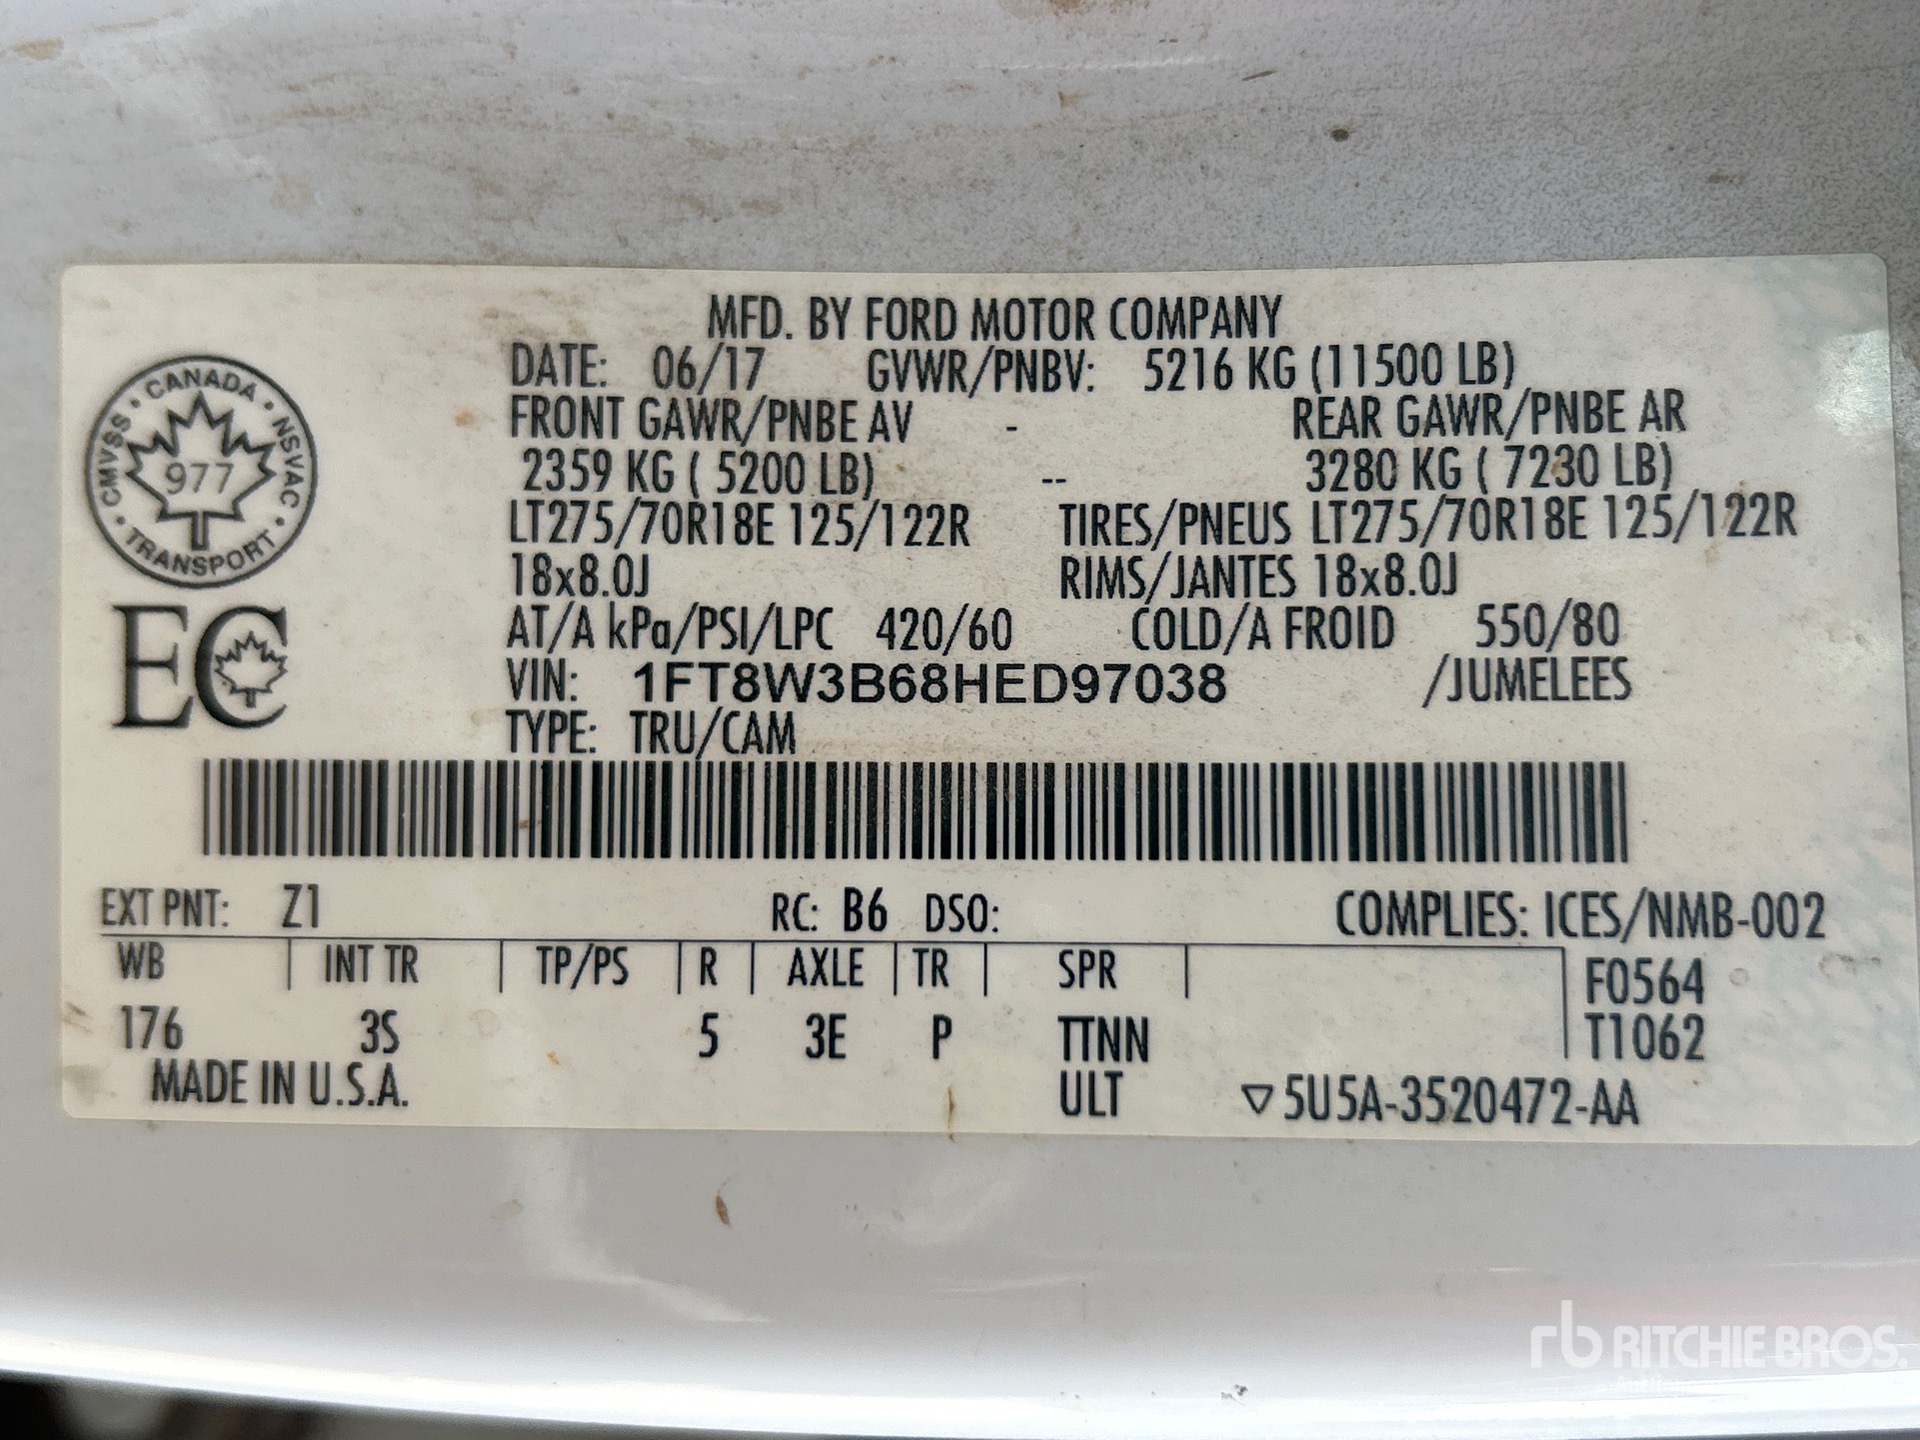 MFD. BY FORD MOTOR COMPANY
DATE: 06/17 GVWR/PNBV: 5216 KG (11500 LB)
FRONT GAWR/PNBE AV - REAR GAWR/PNBE AR
2359 KG ( 5200 LB) -- 3280 KG ( 7230 LB)
LT275/70R18E 125/122R TIRES/PNEUS LT275/70R18E 125/122R
18x8.0J RIMS/JANTES 18x8.0J
AT/A kPa/PSI/LPC 420/60 COLD/A FROID 550/80
VIN: 1FT8W3B68HED97038 /JUMELEES
TYPE: TRU/CAM
CANADA • NSVAC • TRANSPORT • CMVSS •
977
EC
EXT PNT: Z1 RC: B6 DSO: COMPLIES: ICES/NMB-002
WB | INT TR | TP/PS | R | AXLE | TR | SPR | F0564
176 3S 5 3E P TTNN T1062
MADE IN U.S.A. ULT ▽5U5A-3520472-AA
rb RITCHIE BROS.